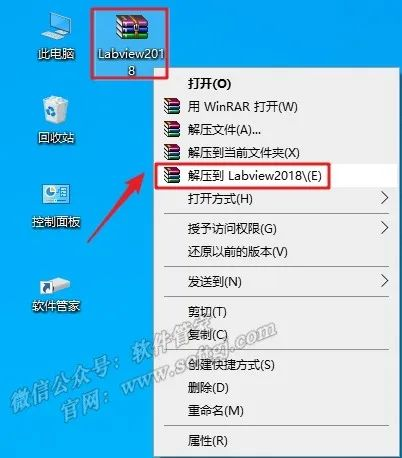 此电脑
Labview2018
回收站
控制面板
软件管家
打开(O)
用 WinRAR 打开(W)
解压文件(A)...
解压到当前文件夹(X)
解压到 Labview2018\(E)
打开方式(H)
授予访问权限(G)
还原以前的版本(V)
发送到(N)
剪切(T)
复制(C)
创建快捷方式(S)
删除(D)
重命名(M)
属性(R)
微信公众号：软件管家
官网：www.softgj.com